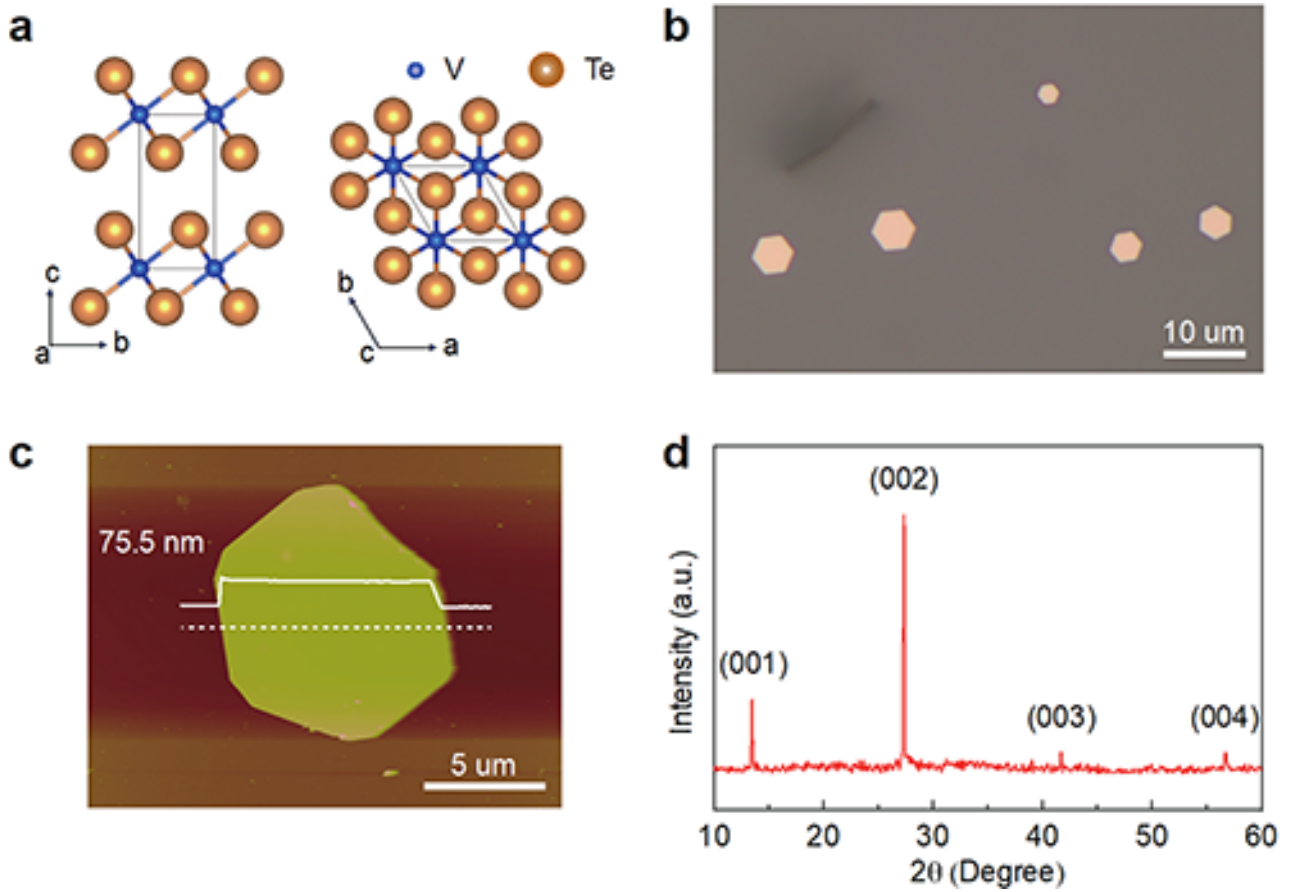 a
V
Te
c
a
b
b
c
a
b
10 um
c
75.5 nm
5 um
d
(001)
(002)
(003)
(004)
Intensity (a.u.)
10 20 30 40 50 60
2θ (Degree)